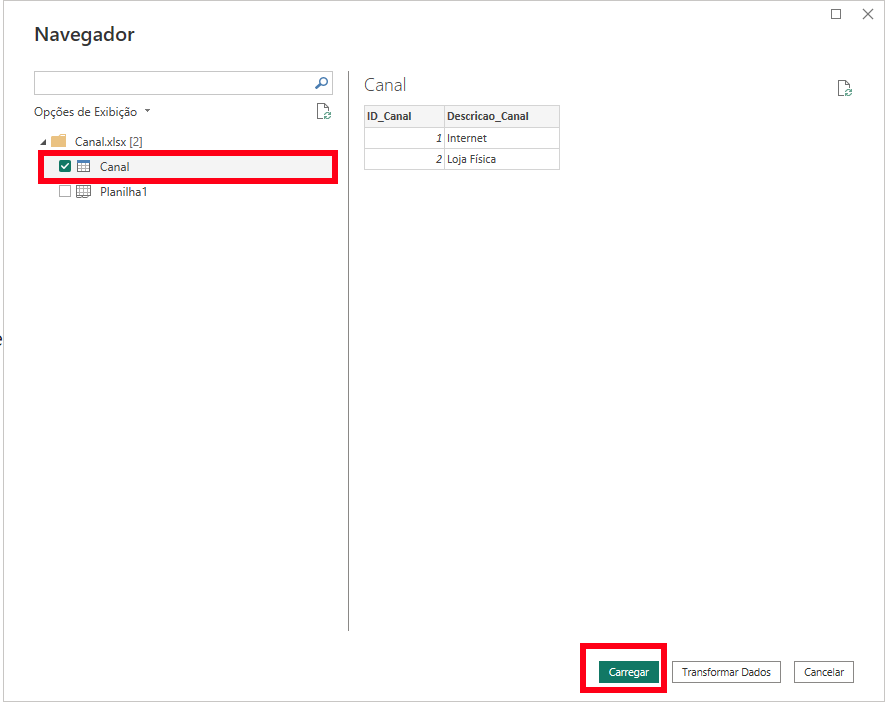 Navegador
Opções de Exibição
Canal.xlsx [2]
Canal
Planilha1
Canal
ID_Canal Descricao_Canal
1 Internet
2 Loja Física
Carregar Transformar Dados Cancelar